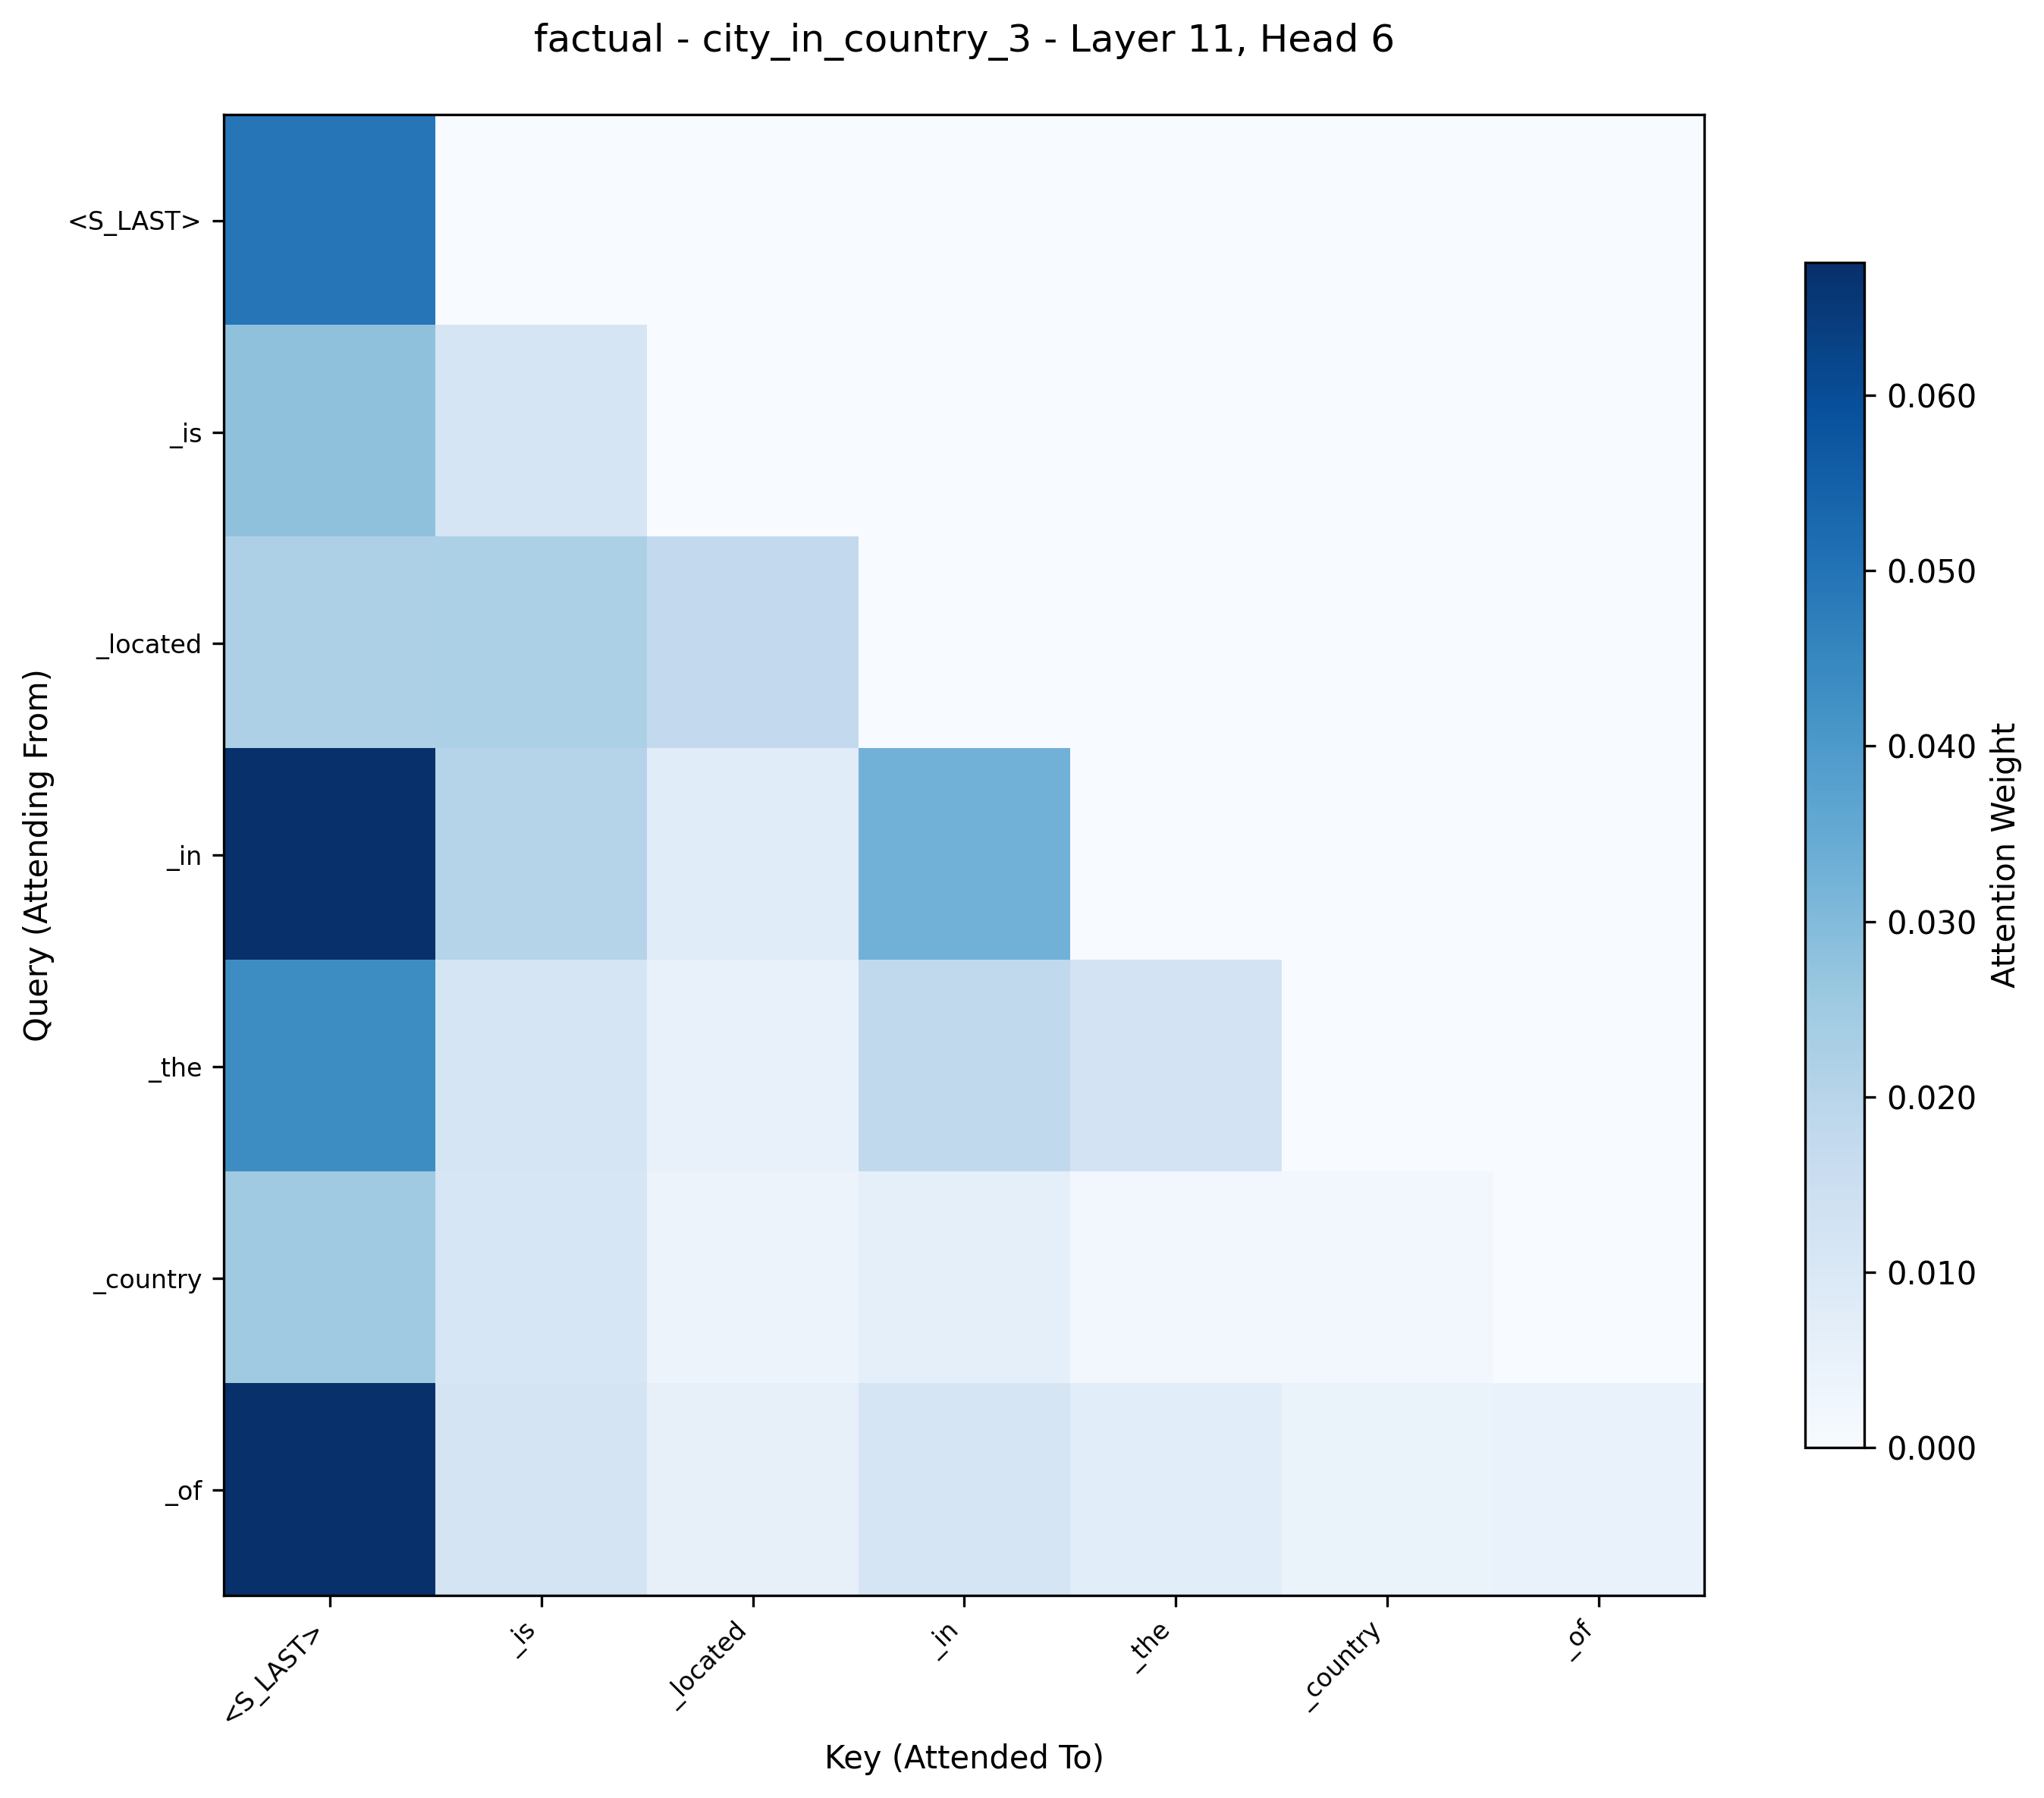 factual - city_in_country_3 - Layer 11, Head 6
Query (Attending From)
<S_LAST>
_is
_located
_in
_the
_country
_of
<S_LAST>
_is
_located
_in
_the
_country
_of
Key (Attended To)
0.060
0.050
0.040
0.030
0.020
0.010
0.000
Attention Weight